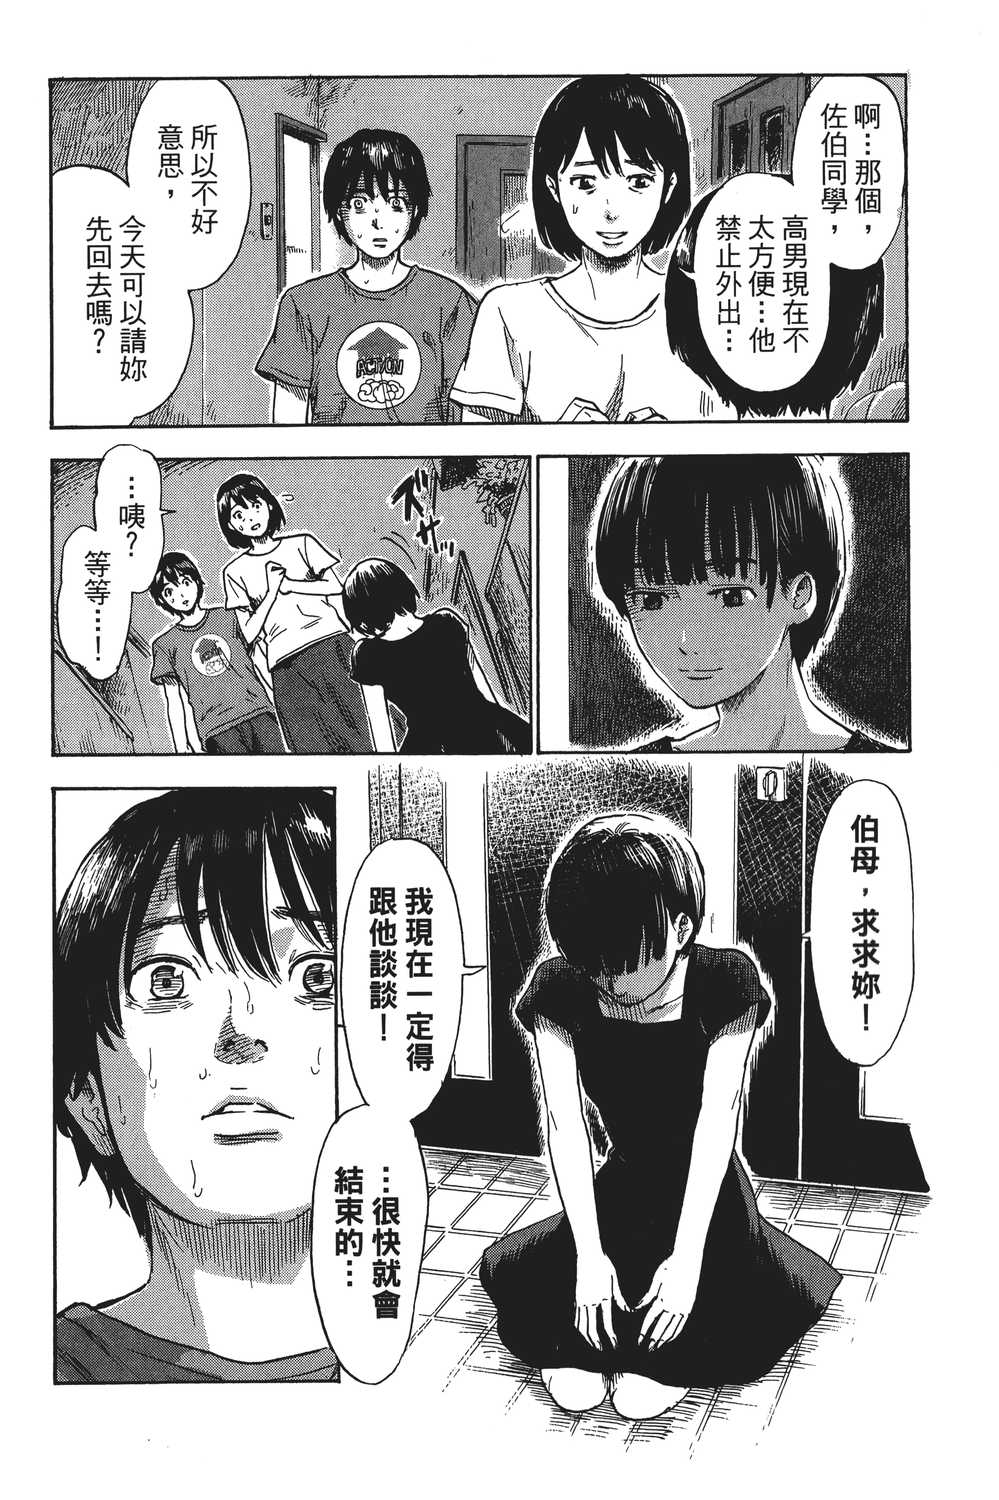 啊…那個，
佐伯同學，
高男現在不
太方便…他
禁止外出…
所以不好
意思，
今天可以請妳
先回去嗎？
ACTION
…咦？
等等…！
ズ
ザ
伯母，求求妳！
我現在一定得
跟他談談！
…很快就會
結束的…